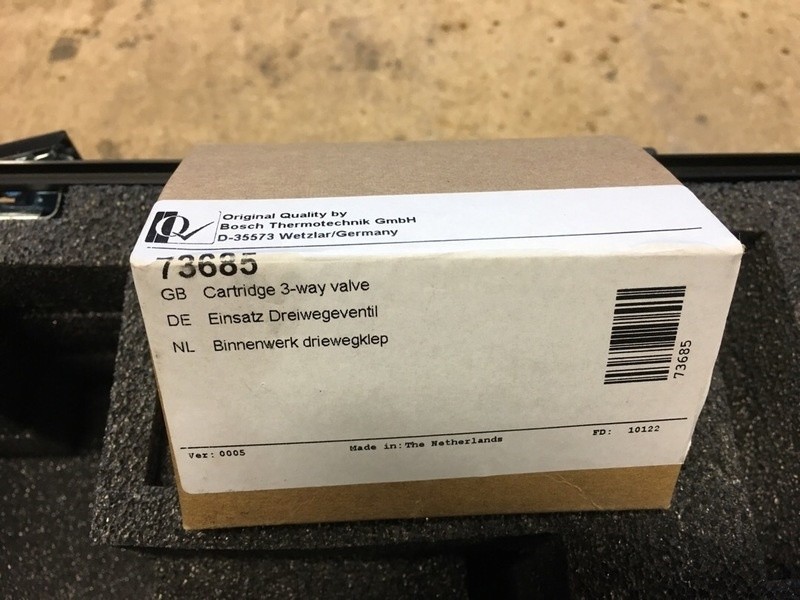 Original Quality by
Bosch Thermotechnik GmbH
D-35573 Wetzlar/Germany
73685
GB Cartridge 3-way valve
DE Einsatz Dreiwegeventil
NL Binnenwerk driewegklep
73685
Ver: 0005 Made in: The Netherlands FD: 10122